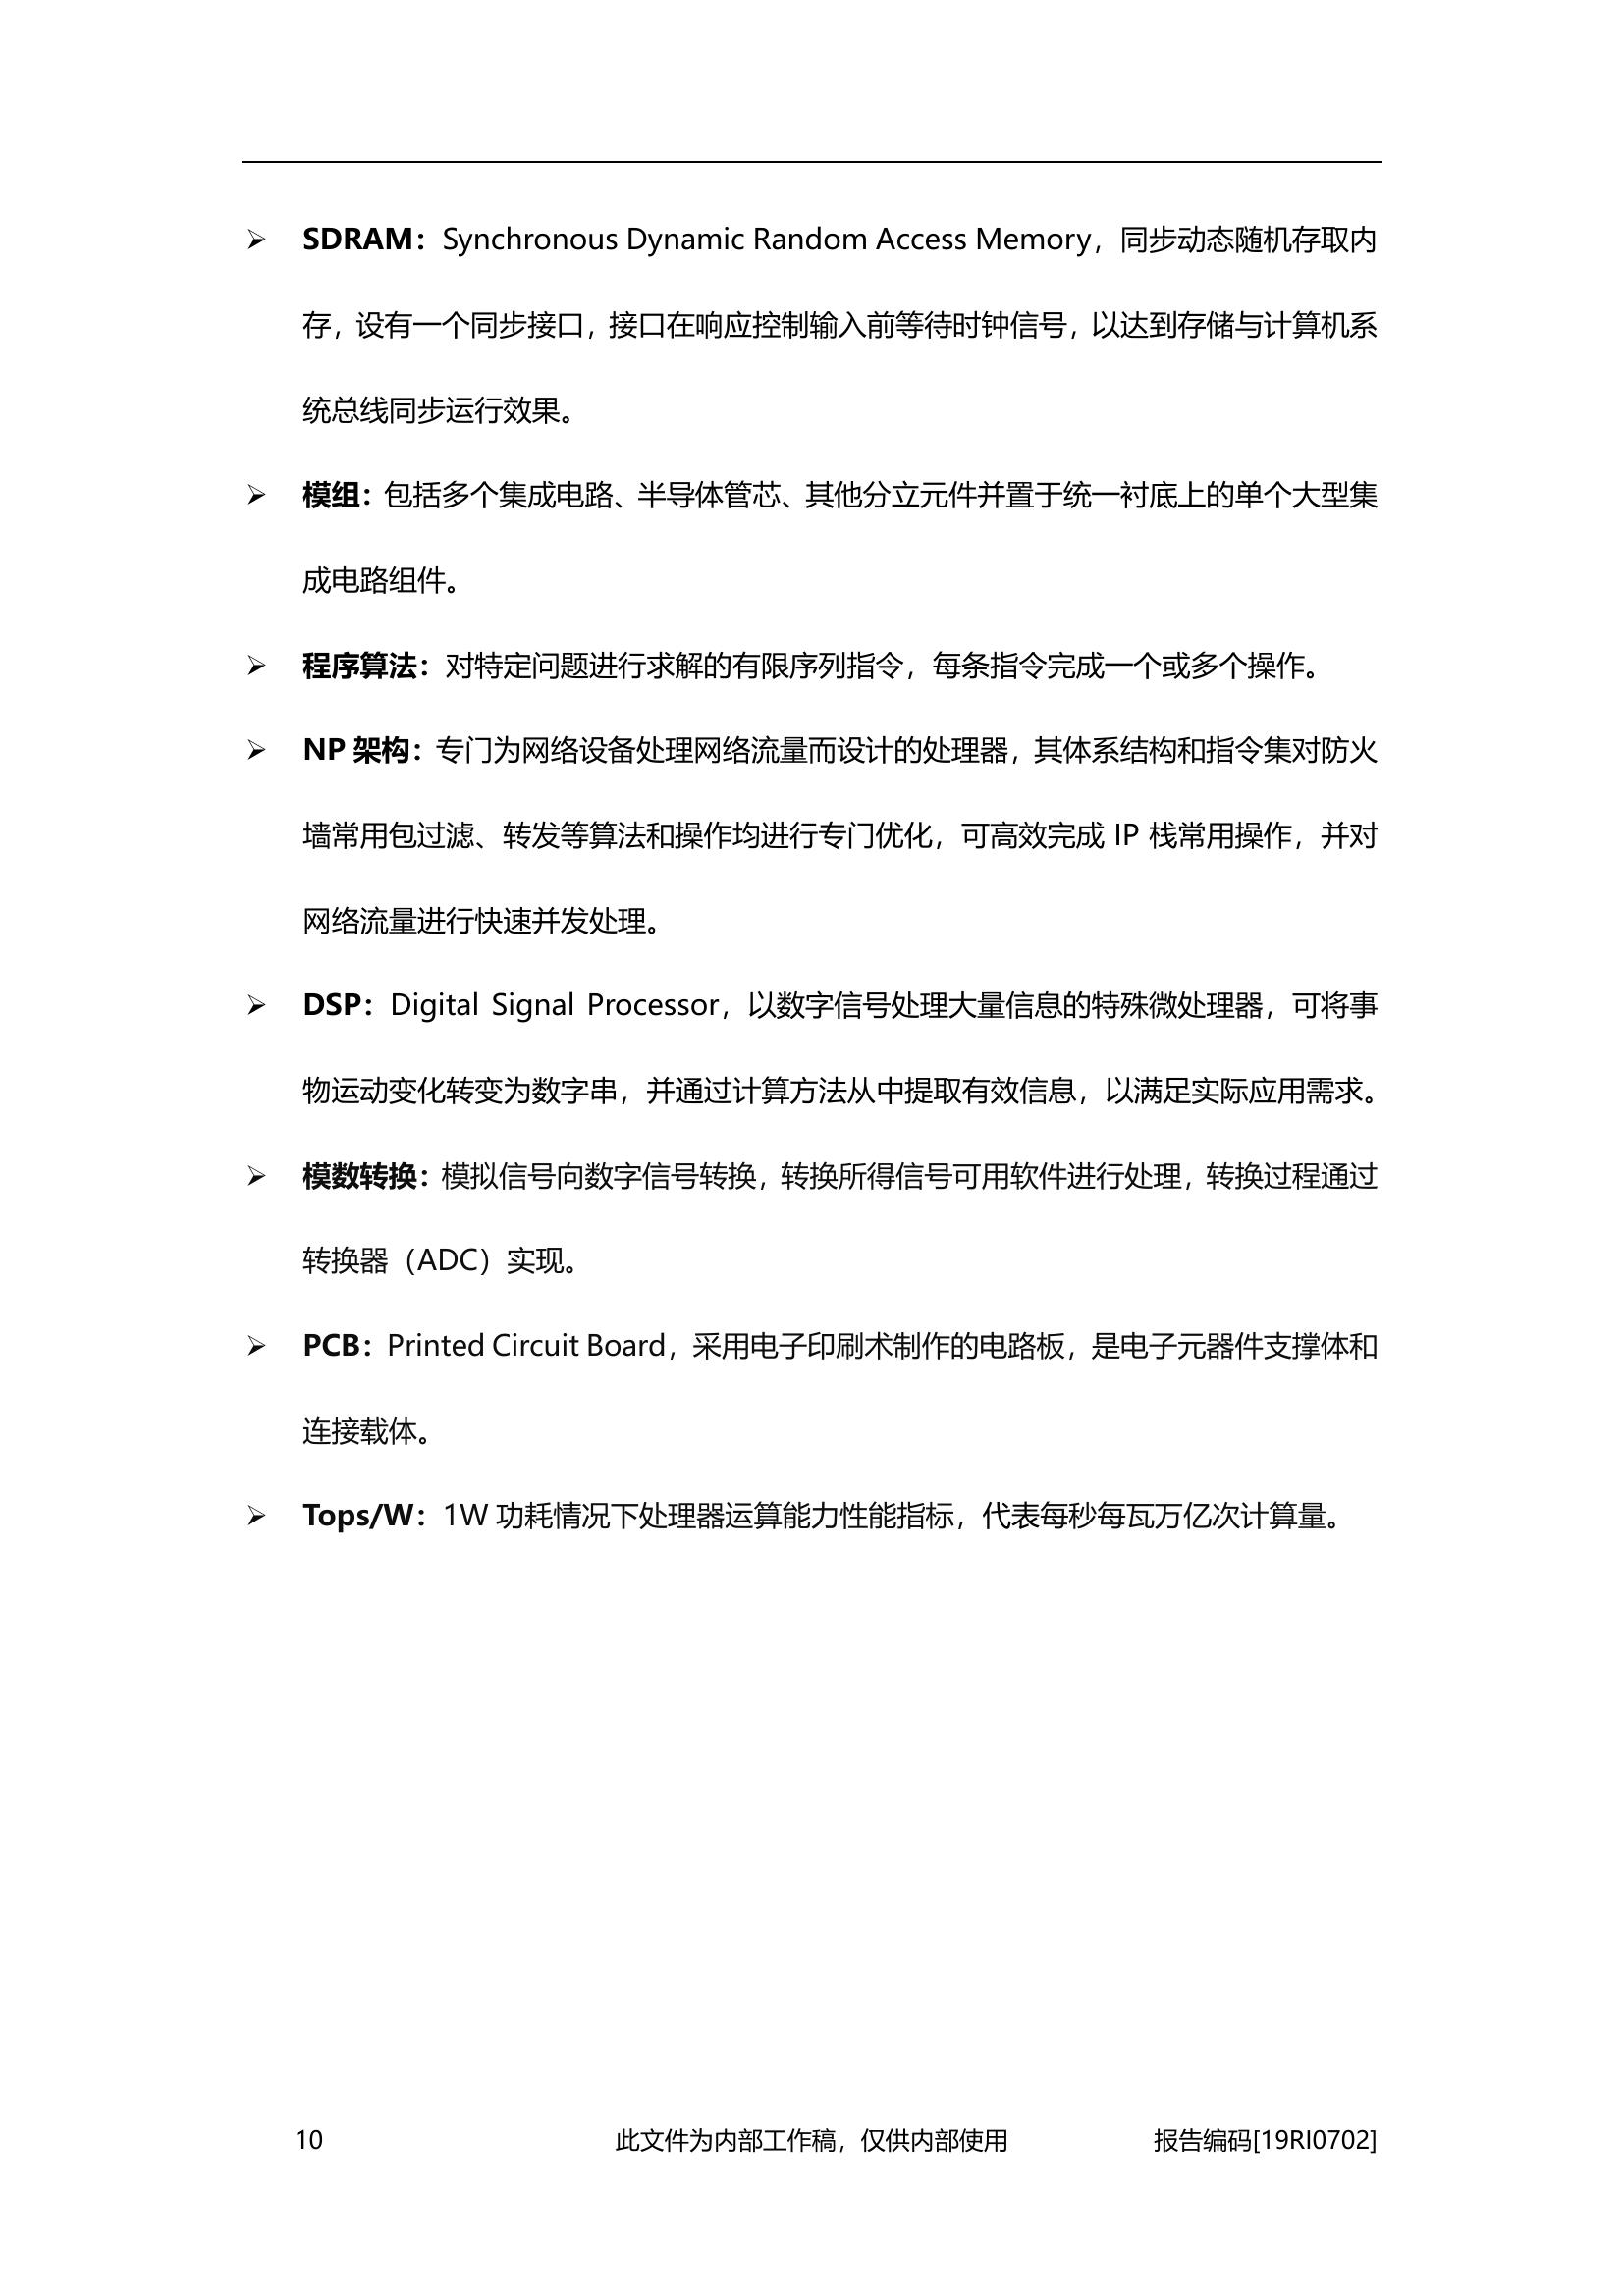 ➢ SDRAM：Synchronous Dynamic Random Access Memory，同步动态随机存取内
存，设有一个同步接口，接口在响应控制输入前等待时钟信号，以达到存储与计算机系
统总线同步运行效果。
➢ 模组：包括多个集成电路、半导体管芯、其他分立元件并置于统一衬底上的单个大型集
成电路组件。
➢ 程序算法：对特定问题进行求解的有限序列指令，每条指令完成一个或多个操作。
➢ NP 架构：专门为网络设备处理网络流量而设计的处理器，其体系结构和指令集对防火
墙常用包过滤、转发等算法和操作均进行专门优化，可高效完成 IP 栈常用操作，并对
网络流量进行快速并发处理。
➢ DSP：Digital Signal Processor，以数字信号处理大量信息的特殊微处理器，可将事
物运动变化转变为数字串，并通过计算方法从中提取有效信息，以满足实际应用需求。
➢ 模数转换：模拟信号向数字信号转换，转换所得信号可用软件进行处理，转换过程通过
转换器（ADC）实现。
➢ PCB：Printed Circuit Board，采用电子印刷术制作的电路板，是电子元器件支撑体和
连接载体。
➢ Tops/W：1W 功耗情况下处理器运算能力性能指标，代表每秒每瓦万亿次计算量。
10 此文件为内部工作稿，仅供内部使用 报告编码[19RI0702]